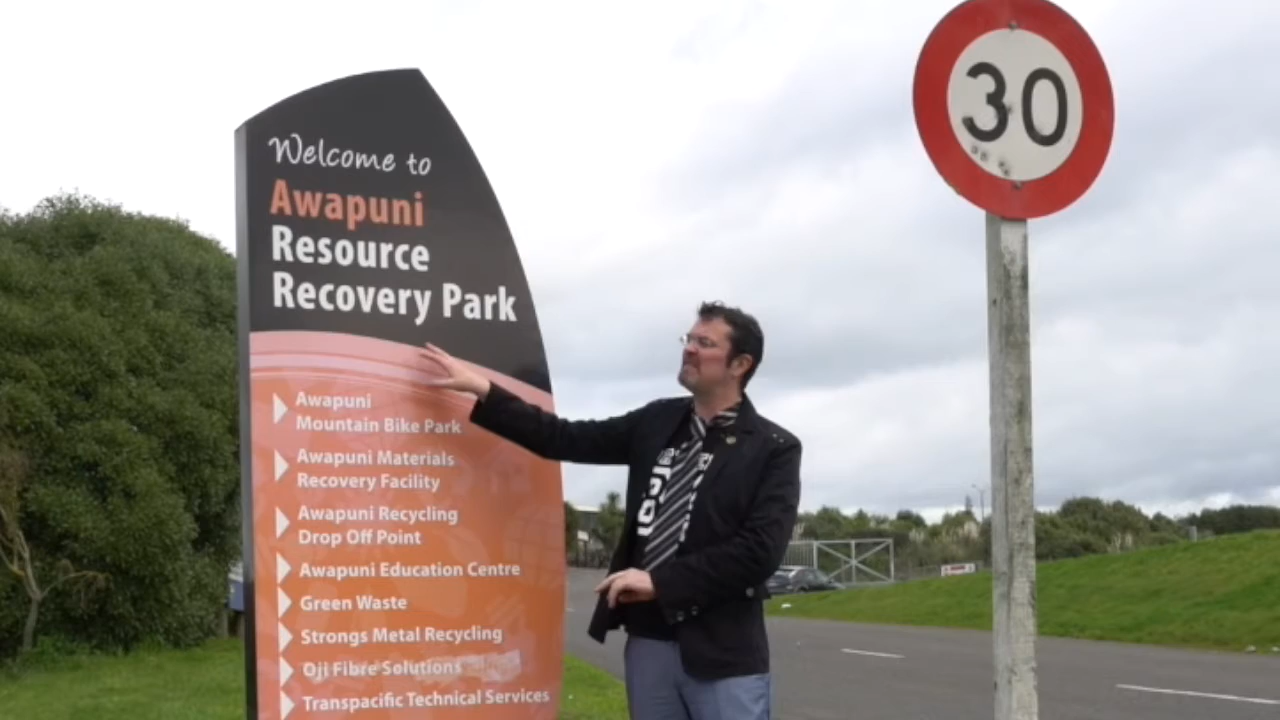 Welcome to
Awapuni
Resource
Recovery Park
Awapuni
Mountain Bike Park
Awapuni Materials
Recovery Facility
Awapuni Recycling
Drop Off Point
Awapuni Education Centre
Green Waste
Strongs Metal Recycling
Oji Fibre Solutions
Transpacific Technical Services
30